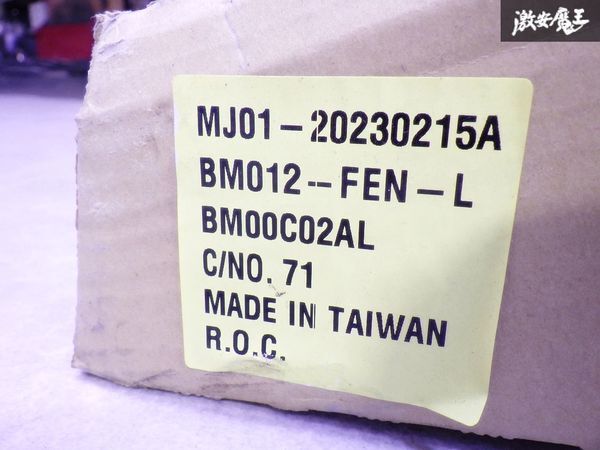 激安魔王
MJ01-20230215A
BM012--FEN-L
BM00C02AL
C/NO. 71
MADE IN TAIWAN
R.O.C.